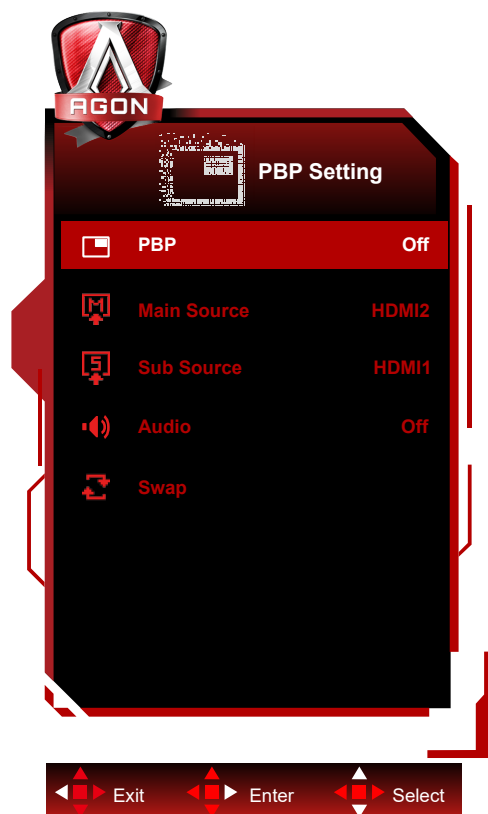 AGON
PBP Setting
PBP Off
Main Source HDMI2
Sub Source HDMI1
Audio Off
Swap
Exit Enter Select